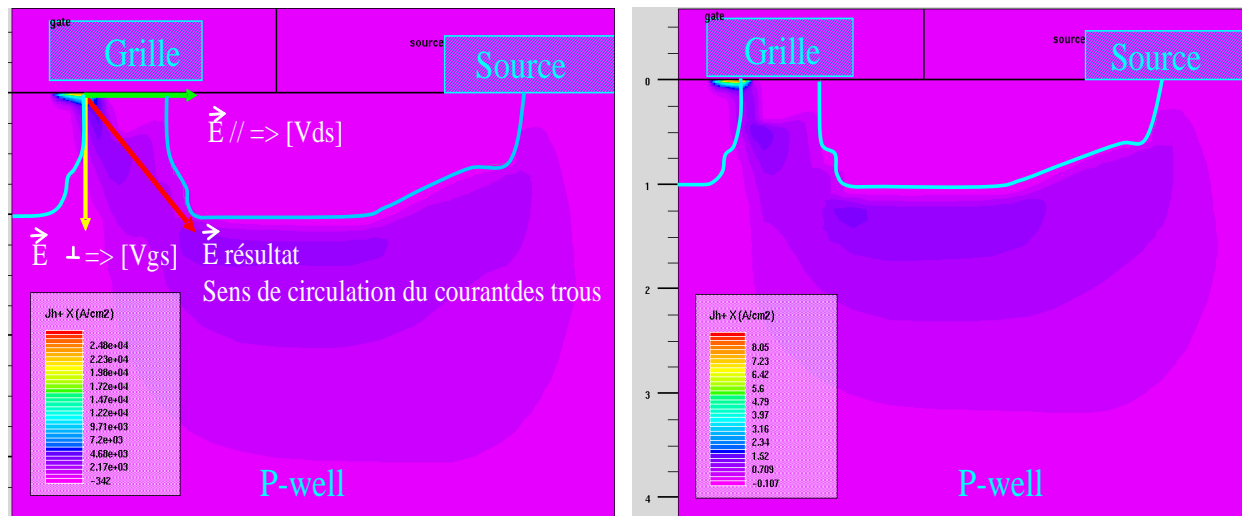 gate
Grille
source
Source
E // => [Vds]
E ⊥ => [Vgs]
E résultat
Sens de circulation du courantdes trous
Jh+ X (A/cm2)
2.48e+04
2.23e+04
1.98e+04
1.72e+04
1.47e+04
1.22e+04
9.71e+03
7.2e+03
4.68e+03
2.17e+03
-342
P-well
gate
Grille
source
Source
0
1
2
3
4
Jh+ X (A/cm2)
8.05
7.23
6.42
5.6
4.79
3.97
3.16
2.34
1.52
0.709
-0.107
P-well